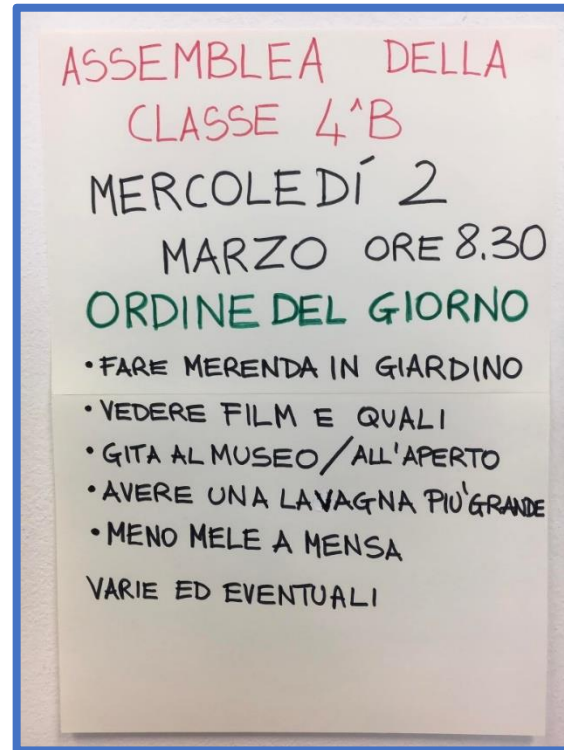 ASSEMBLEA DELLA
CLASSE 4^B
MERCOLEDÍ 2
MARZO ORE 8.30
ORDINE DEL GIORNO
• FARE MERENDA IN GIARDINO
• VEDERE FILM E QUALI
• GITA AL MUSEO/ALL'APERTO
• AVERE UNA LAVAGNA PIU' GRANDE
• MENO MELE A MENSA
VARIE ED EVENTUALI